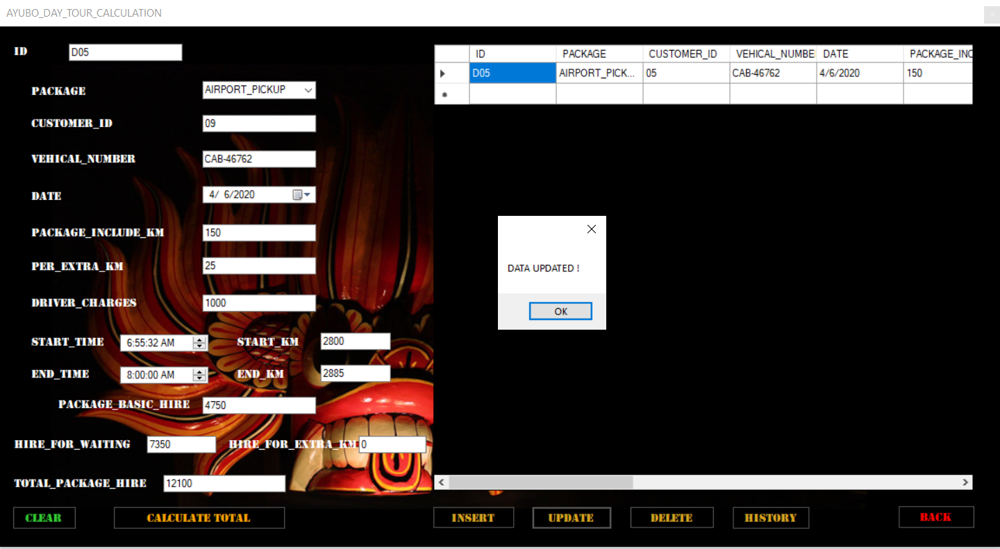 AYUBO_DAY_TOUR_CALCULATION
ID D05
PACKAGE AIRPORT_PICKUP
CUSTOMER_ID 09
VEHICAL_NUMBER CAB-46762
DATE 4/ 6/2020
PACKAGE_INCLUDE_KM 150
PER_EXTRA_KM 25
DRIVER_CHARGES 1000
START_TIME 6:55:32 AM START_KM 2800
END_TIME 8:00:00 AM END_KM 2885
PACKAGE_BASIC_HIRE 4750
HIRE_FOR_WAITING 7350 HIRE_FOR_EXTRA_KM 0
TOTAL_PACKAGE_HIRE 12100
CLEAR CALCULATE TOTAL
ID PACKAGE CUSTOMER_ID VEHICAL_NUMBE DATE PACKAGE_INC
D05 AIRPORT_PICK... 05 CAB-46762 4/6/2020 150
DATA UPDATED !
OK
INSERT UPDATE DELETE HISTORY BACK